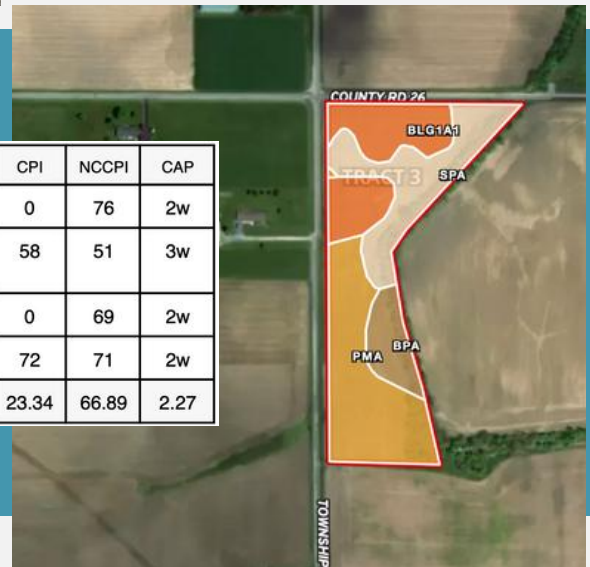 CPI NCCPI CAP
0 76 2w
58 51 3w
0 69 2w
72 71 2w
23.34 66.89 2.27
COUNTY RD 26
BLG1A1
TRACT 3
SPA
BPA
PMA
TOWNSHIP